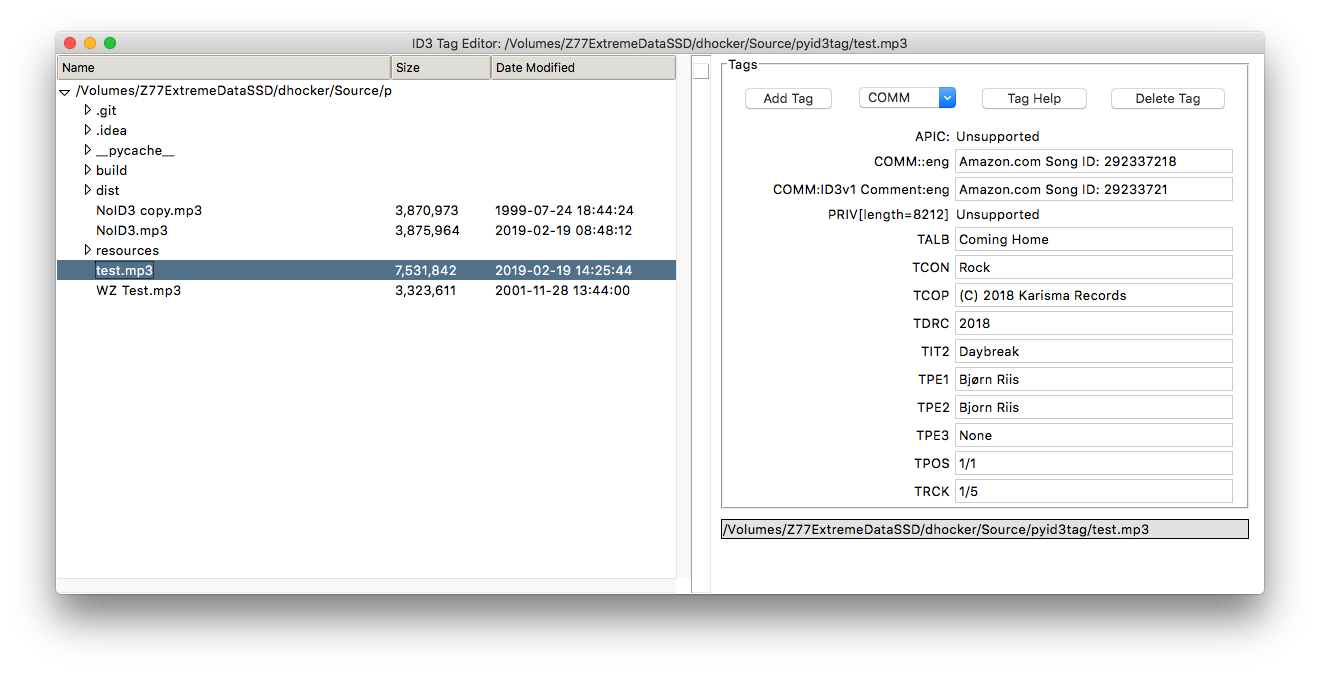 ID3 Tag Editor: /Volumes/Z77ExtremeDataSSD/dhocker/Source/pyid3tag/test.mp3
Name Size Date Modified
/Volumes/Z77ExtremeDataSSD/dhocker/Source/p
.git
.idea
__pycache__
build
dist
NoID3 copy.mp3 3,870,973 1999-07-24 18:44:24
NoID3.mp3 3,875,964 2019-02-19 08:48:12
resources
test.mp3 7,531,842 2019-02-19 14:25:44
WZ Test.mp3 3,323,611 2001-11-28 13:44:00
Tags
Add Tag COMM Tag Help Delete Tag
APIC: Unsupported
COMM::eng Amazon.com Song ID: 292337218
COMM:ID3v1 Comment:eng Amazon.com Song ID: 29233721
PRIV[length=8212] Unsupported
TALB Coming Home
TCON Rock
TCOP (C) 2018 Karisma Records
TDRC 2018
TIT2 Daybreak
TPE1 Bjørn Riis
TPE2 Bjorn Riis
TPE3 None
TPOS 1/1
TRCK 1/5
/Volumes/Z77ExtremeDataSSD/dhocker/Source/pyid3tag/test.mp3